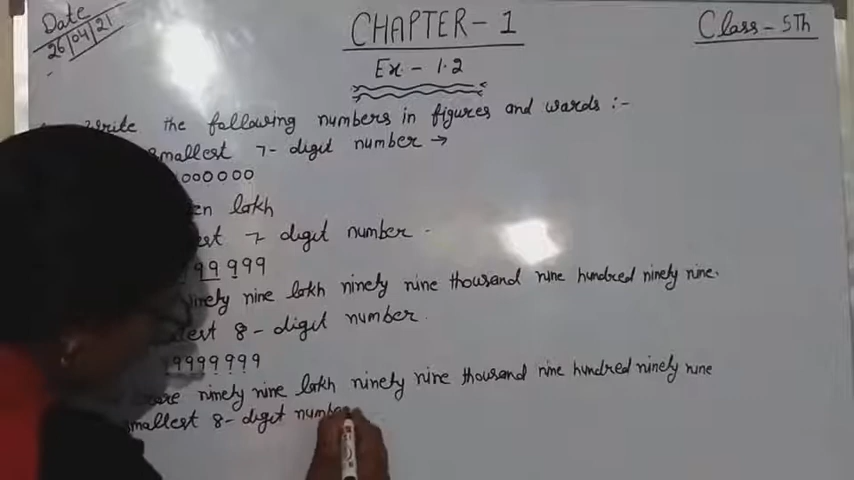 Date
26/04/21
CHAPTER - 1
Class - 5Th
Ex - 1.2
the following numbers in figures and words :-
smallest 7 - digit number →
000000
lakh
7 digit number -
99 999
ninety nine lakh ninety nine thousand nine hundred ninety nine.
8 - digit number.
9999999
ninety nine lakh ninety nine thousand nine hundred ninety nine
smallest 8 - digit number